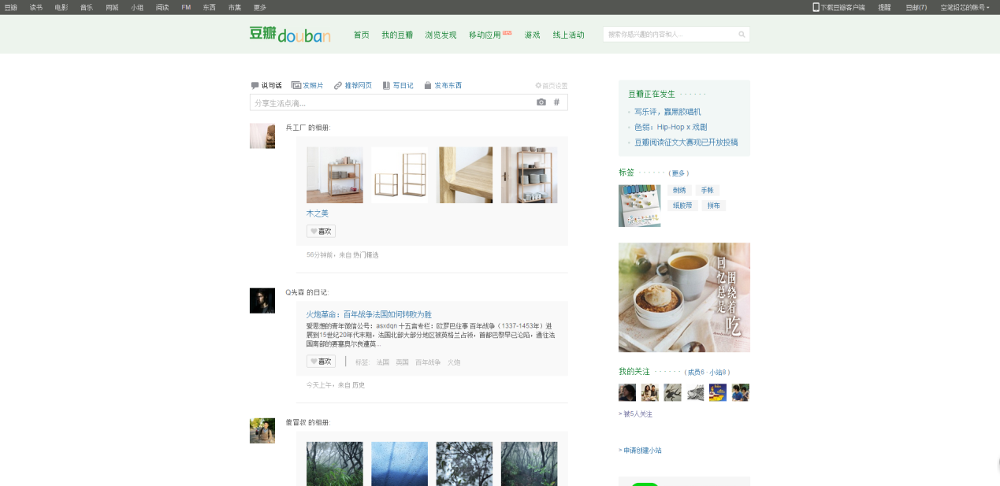 豆瓣 读书 电影 音乐 同城 小组 阅读 FM 东西 市集 更多 下载豆瓣客户端 提醒 豆邮(7) 空笔铅芯的帐号
豆瓣douban 首页 我的豆瓣 浏览发现 移动应用 游戏 线上活动 搜索你感兴趣的内容和人...
说句话 发照片 推荐网页 写日记 发布东西 首页设置
分享生活点滴... #
兵工厂 的相册:
木之美
喜欢
56分钟前，来自 热门精选
Q先森 的日记:
火炮革命：百年战争法国如何转败为胜
爱思想的青年微信公号：asxdqn 十五言专栏：欧罗巴往事 百年战争（1337-1453年）进
展到15世纪20年代末期，法国北部大部分地区被英格兰占领，首都巴黎早已沦陷，通往法
国南部的要塞奥尔良遭英...
喜欢 标签: 法国 英国 百年战争 火炮
今天上午，来自 历史
傻冒叔 的相册:
豆瓣正在发生 · · · · · ·
写乐评，赢黑胶唱机
色弱：Hip-Hop x 戏剧
豆瓣阅读征文大赛现已开放投稿
标签 · · · · · · ( 更多 )
刺绣 手帐
纸胶带 拼布
回忆总是
围绕着吃
我的关注 · · · · · · ( 成员6 · 小站8 )
> 被5人关注
> 申请创建小站